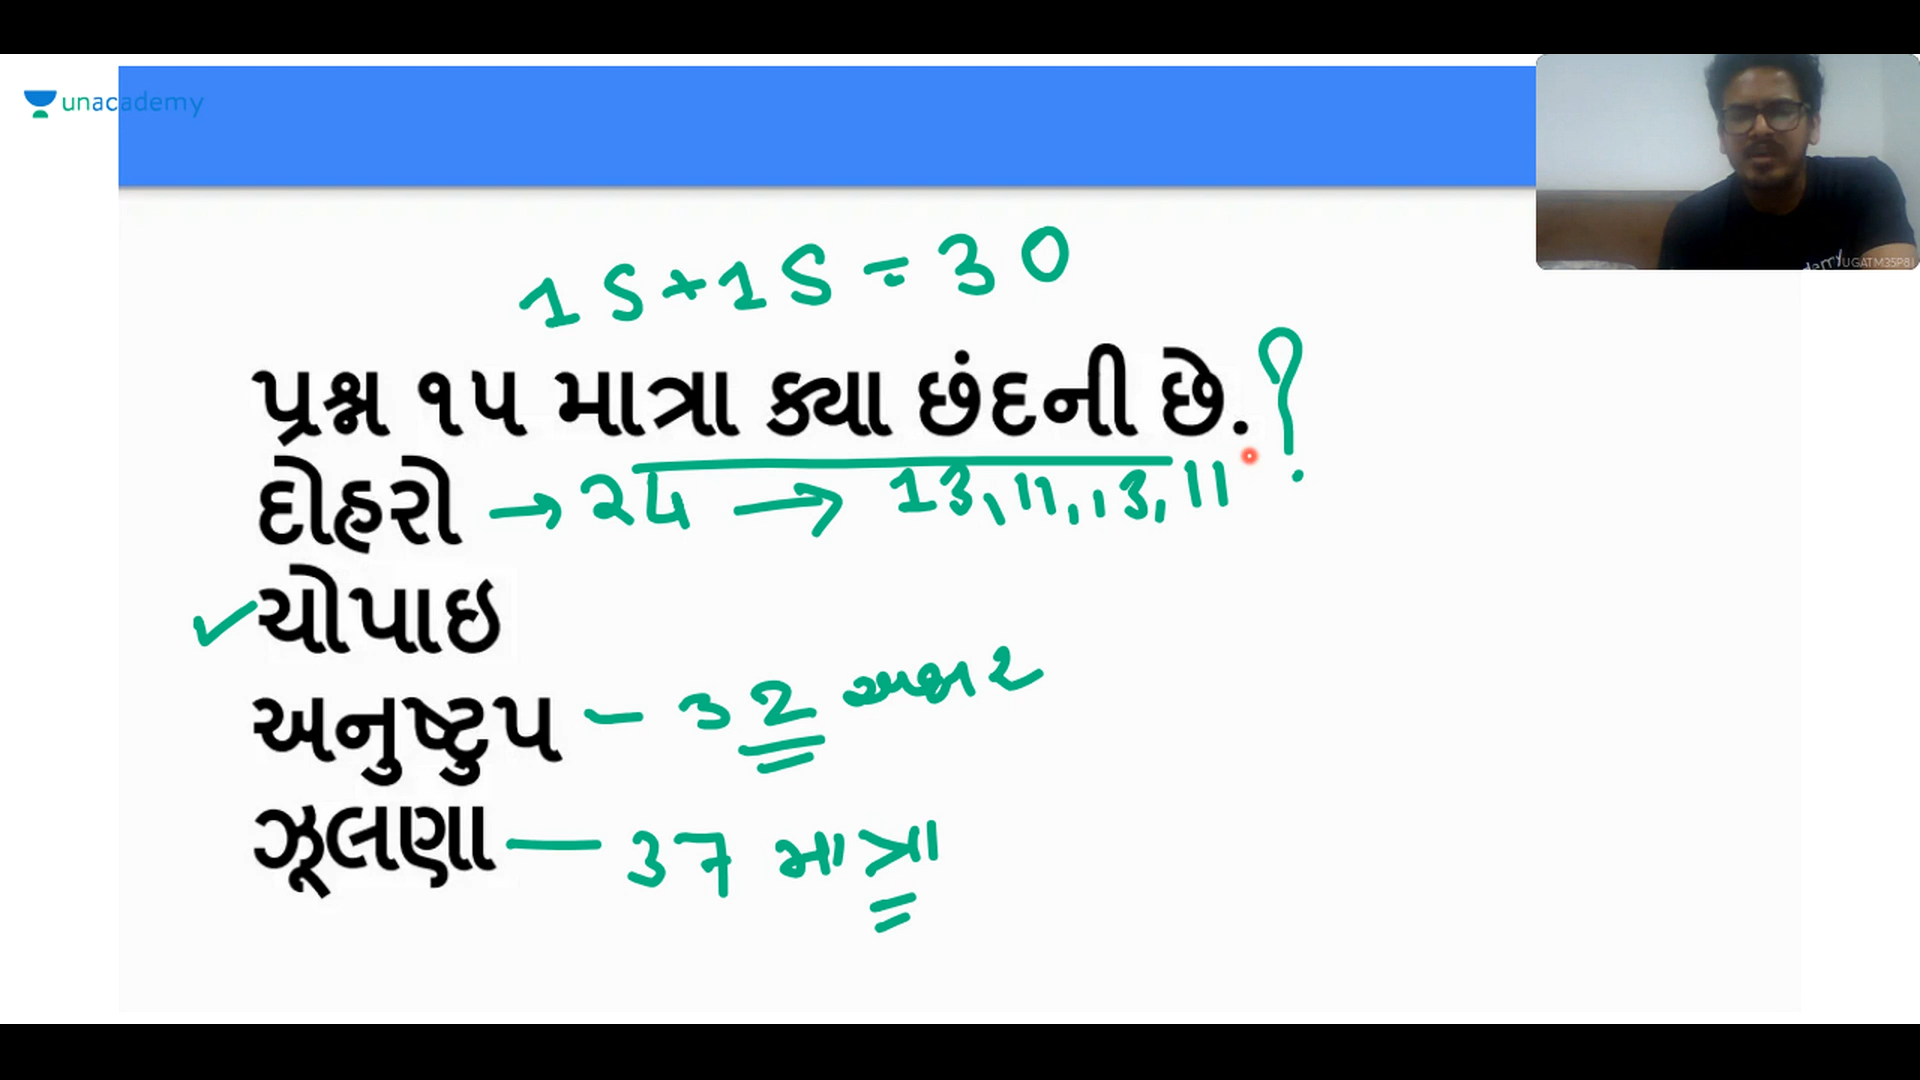 unacademy
UGATM35P8I
15+15=30
પ્રશ્ન ૧૫ માત્રા ક્યા છંદની છે.?
દોહરો → 24 → 13,11,13,11
✓ચોપાઇ
અનુષ્ટુપ - 32 અક્ષર
ઝૂલણા — 37 માત્રા